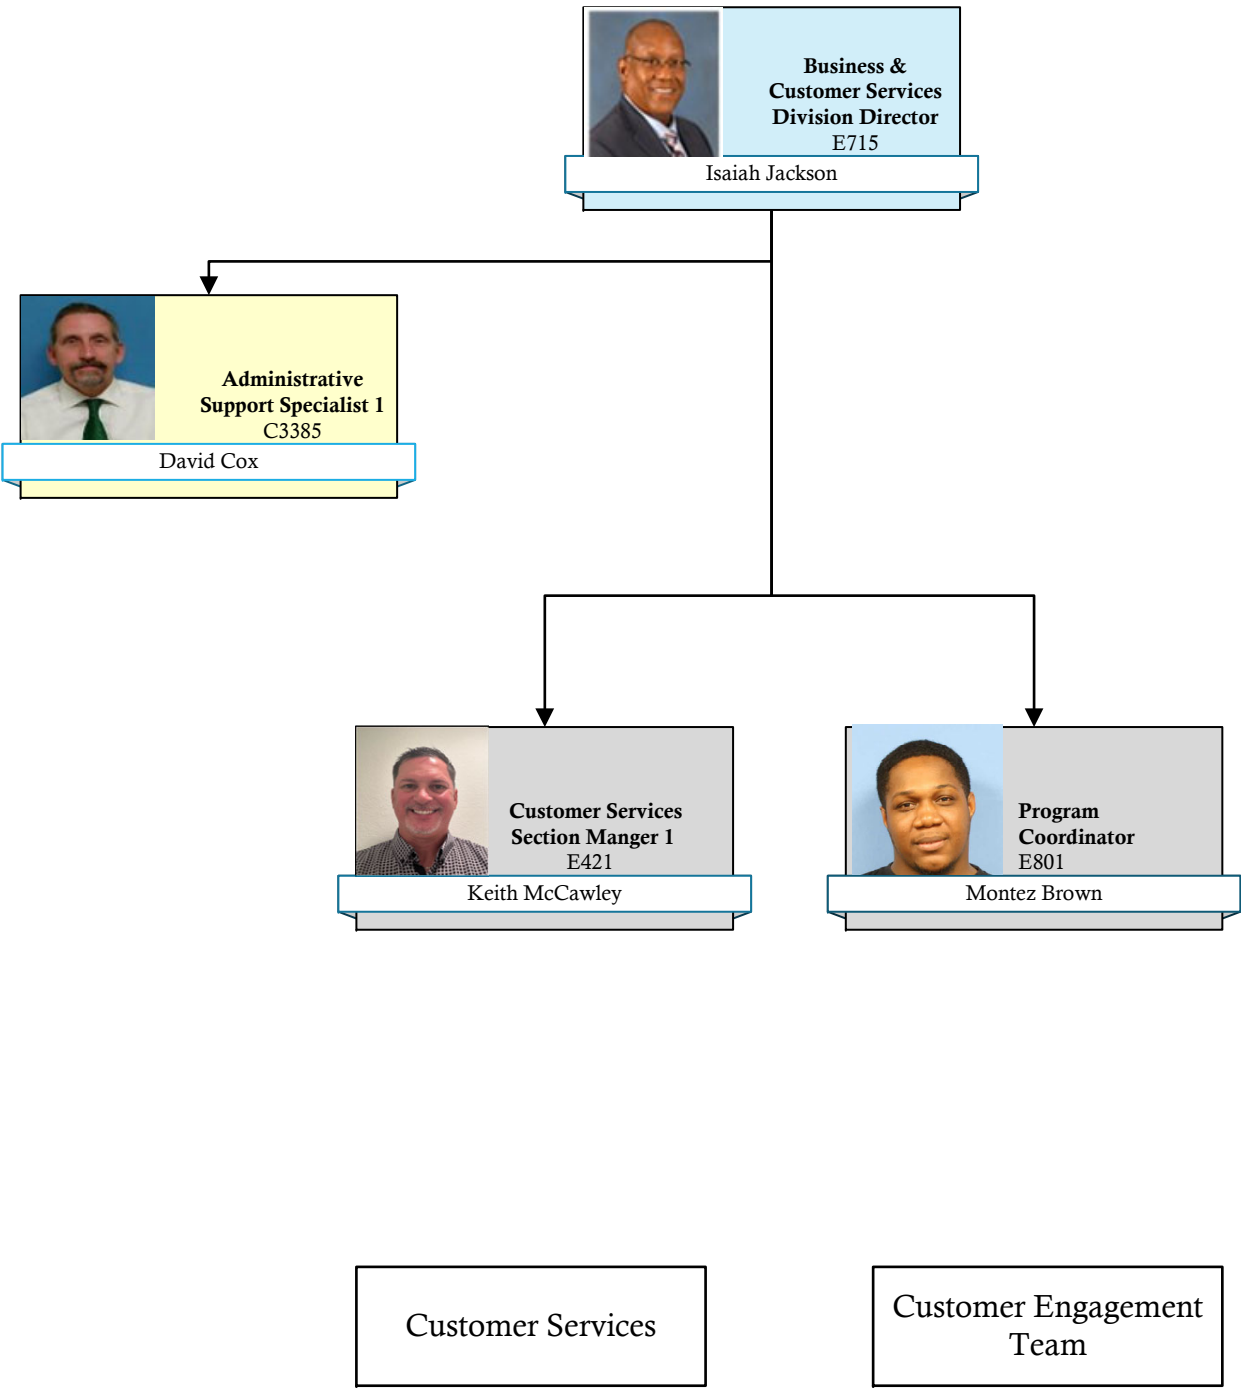 Business &
Customer Services
Division Director
E715
Isaiah Jackson
Administrative
Support Specialist 1
C3385
David Cox
Customer Services
Section Manger 1
E421
Keith McCawley
Program
Coordinator
E801
Montez Brown
Customer Services
Customer Engagement
Team